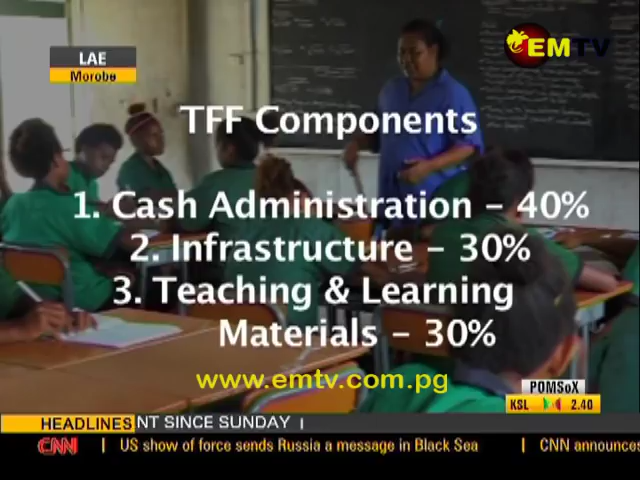 LAE
Morobe
EMTV
TFF Components
1. Cash Administration – 40%
2. Infrastructure – 30%
3. Teaching & Learning
Materials – 30%
www.emtv.com.pg
POMSoX
KSL 2.40
HEADLINES NT SINCE SUNDAY |
CNN | US show of force sends Russia a message in Black Sea | CNN announces